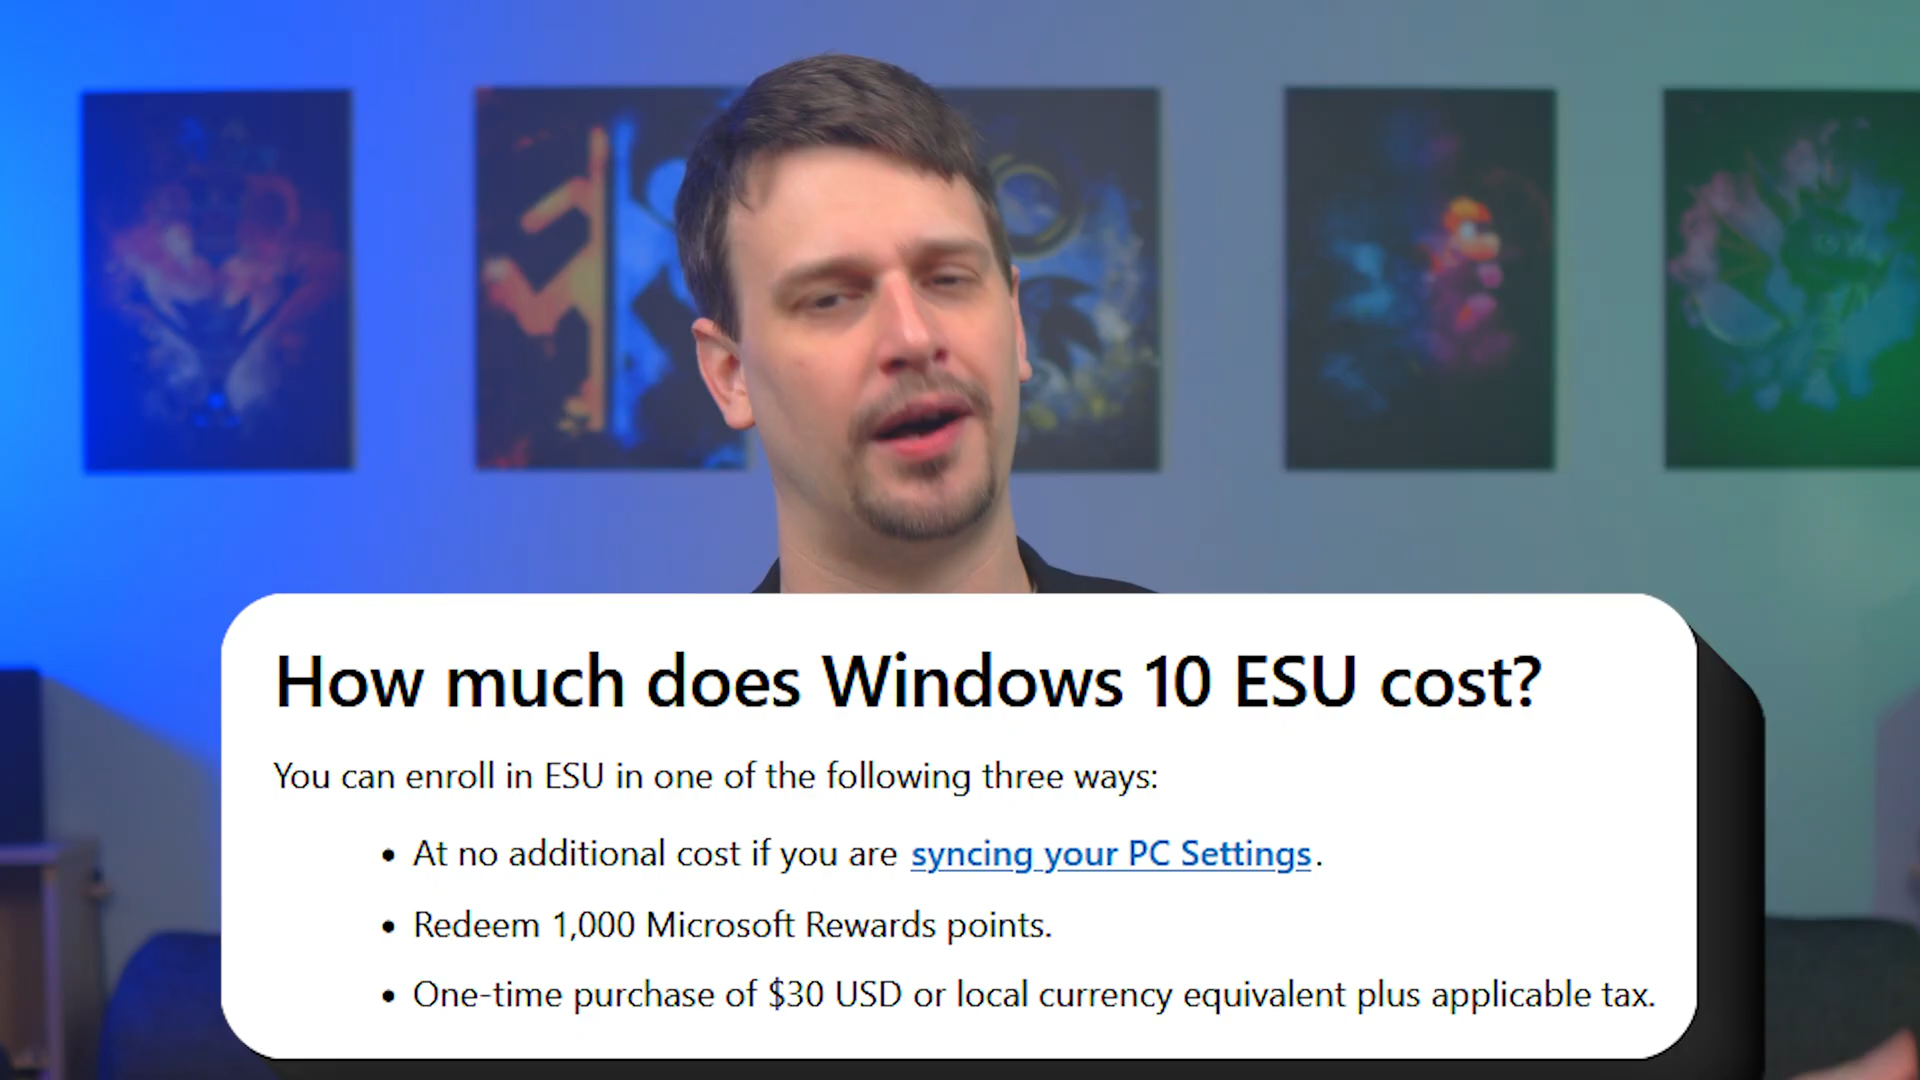 How much does Windows 10 ESU cost?
You can enroll in ESU in one of the following three ways:
• At no additional cost if you are syncing your PC Settings.
• Redeem 1,000 Microsoft Rewards points.
• One-time purchase of $30 USD or local currency equivalent plus applicable tax.